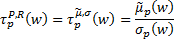 τ_p^{P,R}(w) = τ_p^{μ̃,σ}(w) = μ̃_p(w) / σ_p(w)